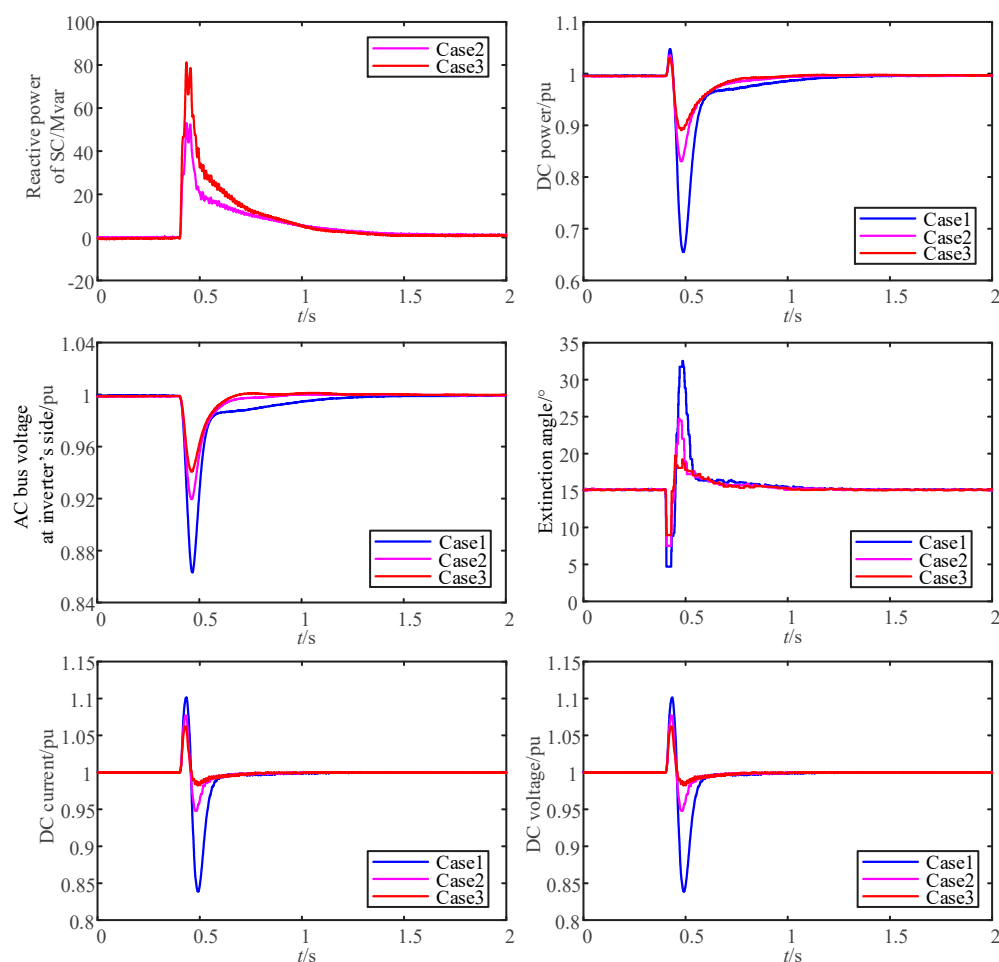 Reactive power
of SC/Mvar
100
80
60
40
20
0
-20
0
0.5
1
1.5
2
t/s
Case2
Case3
DC power/pu
1.1
1
0.9
0.8
0.7
0.6
0
0.5
1
1.5
2
t/s
Case1
Case2
Case3
AC bus voltage
at inverter's side/pu
1.04
1
0.96
0.92
0.88
0.84
0
0.5
1
1.5
2
t/s
Case1
Case2
Case3
Extinction angle/°
35
30
25
20
15
10
5
0
0
0.5
1
1.5
2
t/s
Case1
Case2
Case3
DC current/pu
1.15
1.1
1.05
1
0.95
0.9
0.85
0.8
0
0.5
1
1.5
2
t/s
Case1
Case2
Case3
DC voltage/pu
1.15
1.1
1.05
1
0.95
0.9
0.85
0.8
0
0.5
1
1.5
2
t/s
Case1
Case2
Case3